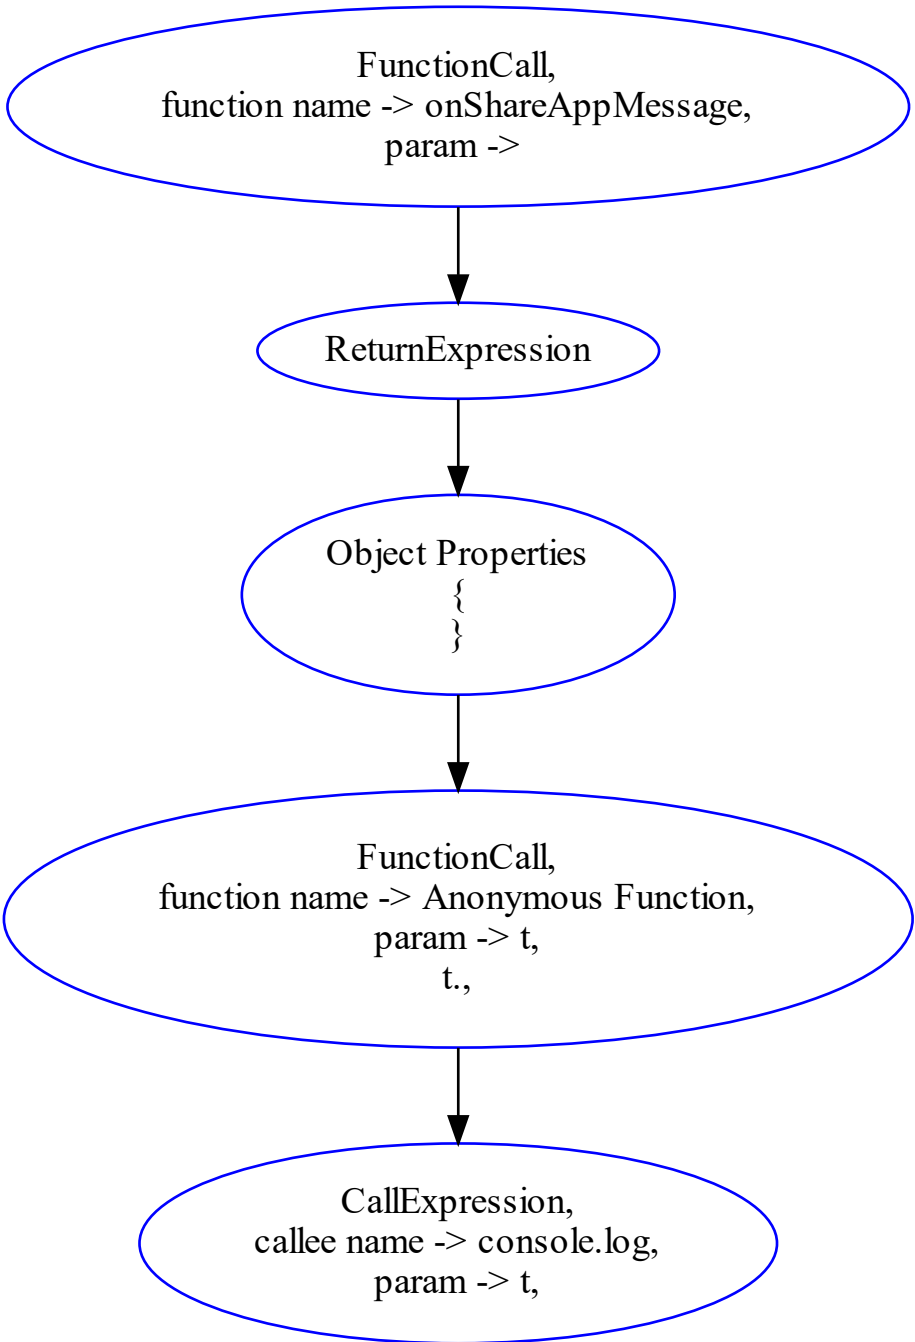 FunctionCall,
function name -> onShareAppMessage,
param ->
ReturnExpression
Object Properties
{
}
FunctionCall,
function name -> Anonymous Function,
param -> t,
t.,
CallExpression,
callee name -> console.log,
param -> t,